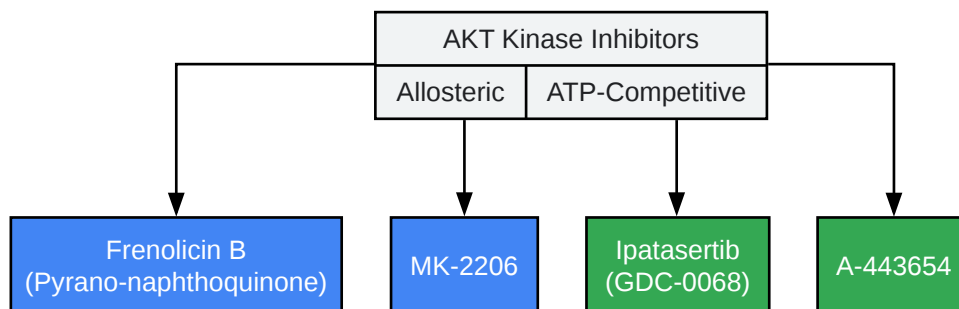 AKT Kinase Inhibitors
Allosteric
ATP-Competitive
Frenolicin B
(Pyrano-naphthoquinone)
MK-2206
Ipatasertib
(GDC-0068)
A-443654